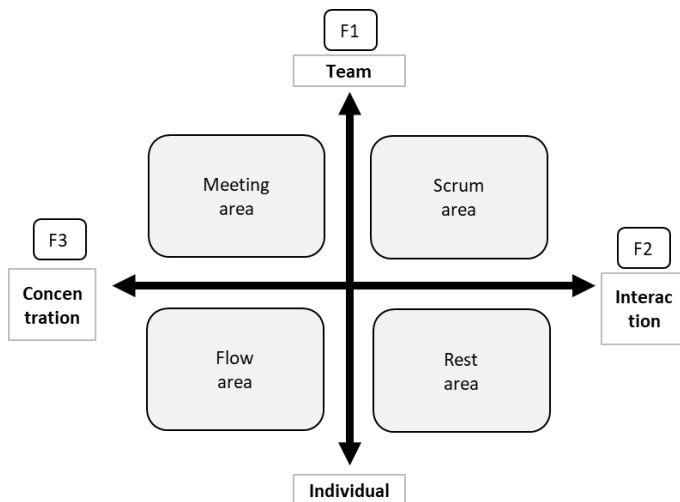 F1
Team
Meeting
area
Scrum
area
F3
F2
Concen
tration
Interac
tion
Flow
area
Rest
area
Individual